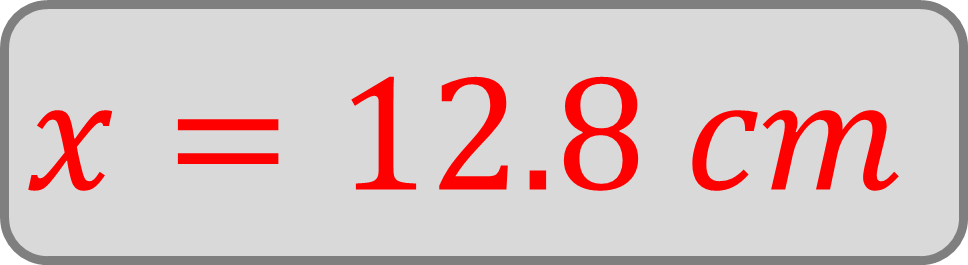 x = 12.8 cm